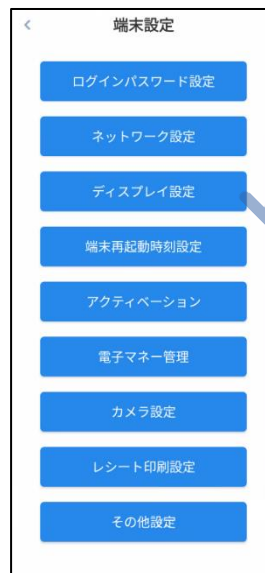 端末設定
ログインパスワード設定
ネットワーク設定
ディスプレイ設定
端末再起動時刻設定
アクティベーション
電子マネー管理
カメラ設定
レシート印刷設定
その他設定